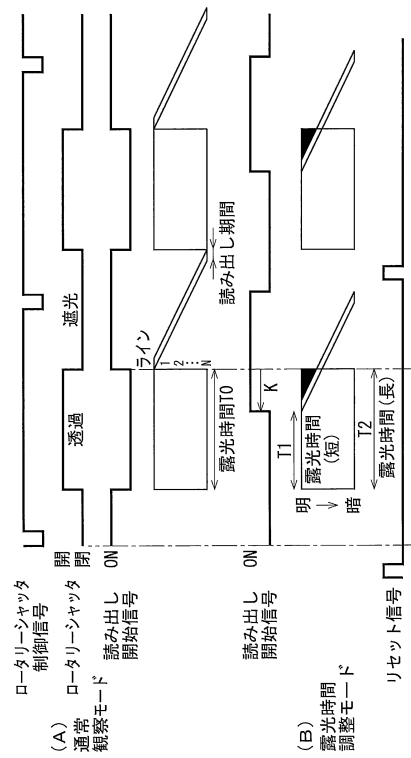 ロータリーシャッタ
制御信号
(A)
通常
観察モード
ロータリーシャッタ
開
閉
透過
遮光
読み出し
開始信号
ON
ライン
1
2
⋮
N
露光時間T0
読み出し期間
読み出し
開始信号
ON
K
(B)
露光時間
調整モード
明
↓
暗
T1
露光時間
(短)
T2
露光時間(長)
リセット信号